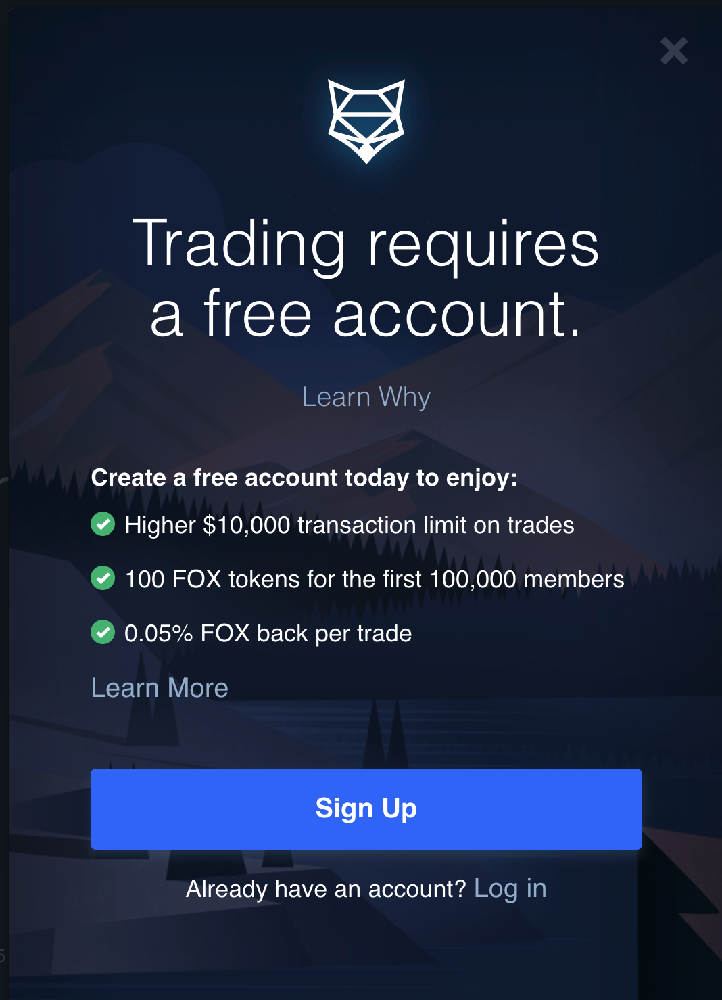 Trading requires
a free account.
Learn Why
Create a free account today to enjoy:
Higher $10,000 transaction limit on trades
100 FOX tokens for the first 100,000 members
0.05% FOX back per trade
Learn More
Sign Up
Already have an account? Log in